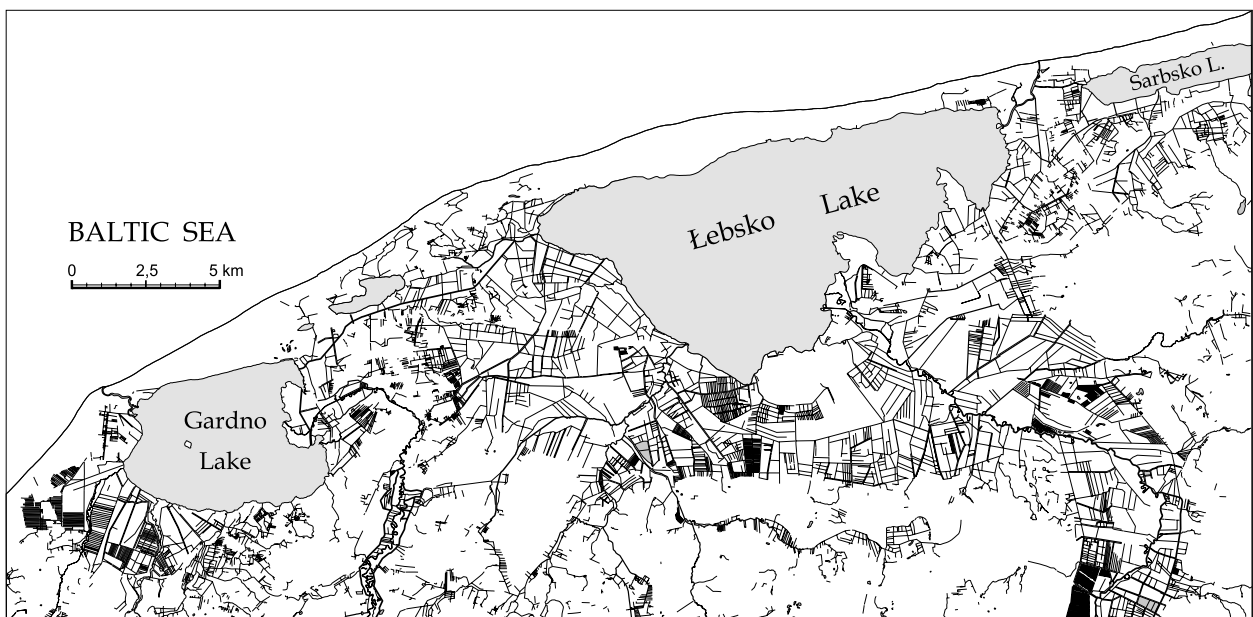 Sarbsko L.
Łebsko Lake
BALTIC SEA
0 2,5 5 km
Gardno
Lake